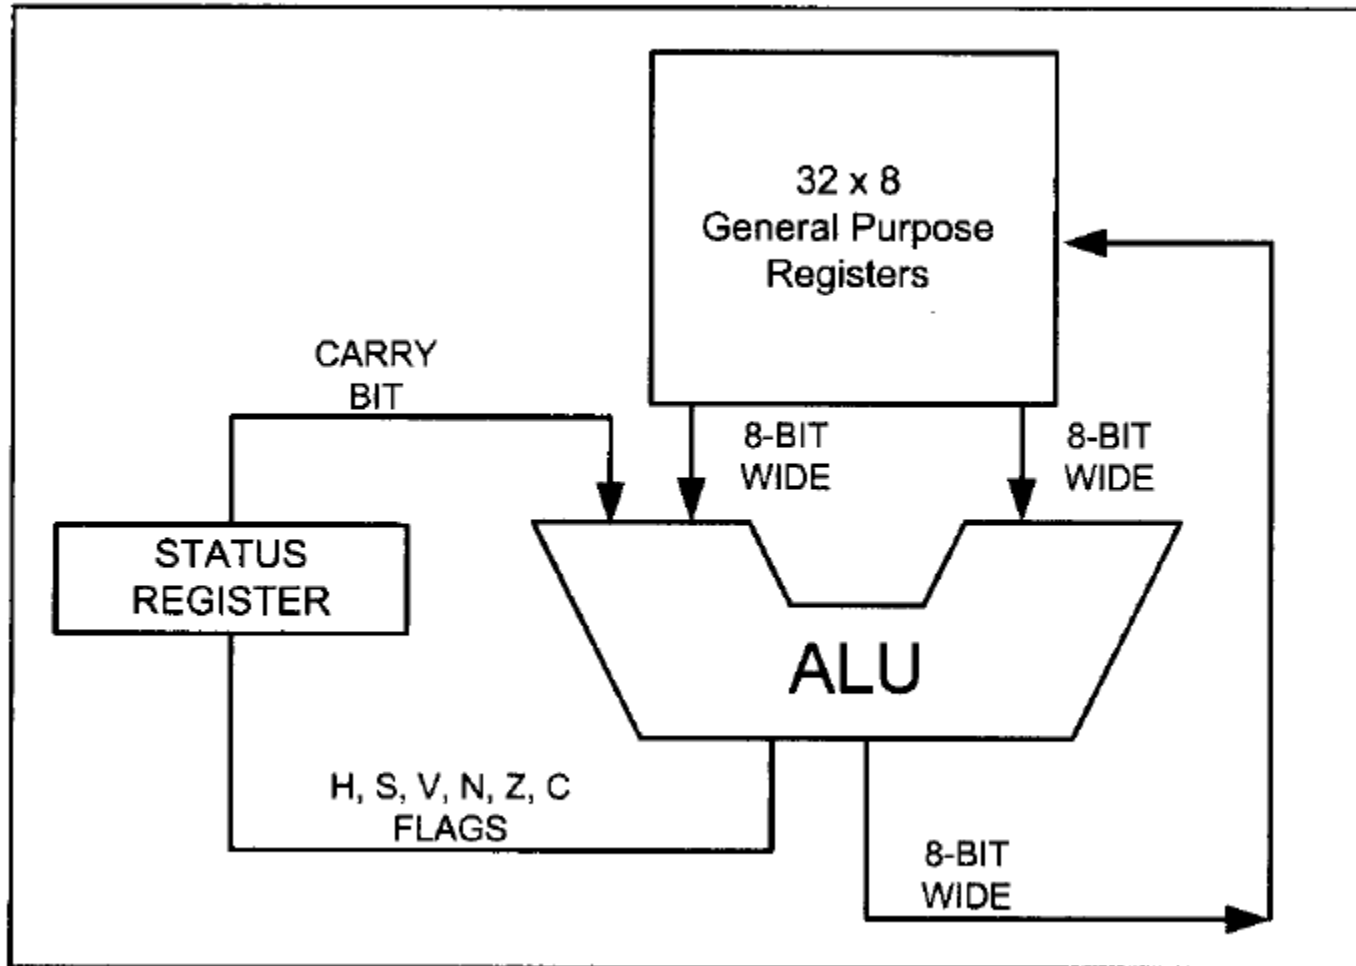 32 x 8
General Purpose
Registers
CARRY
BIT
8-BIT
WIDE
8-BIT
WIDE
STATUS
REGISTER
ALU
H, S, V, N, Z, C
FLAGS
8-BIT
WIDE